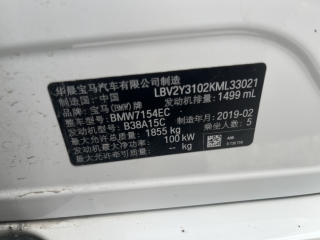 华晨宝马汽车有限公司制造
制造国：中国 LBV2Y3102KML33021
品牌：宝马(BMW)牌 发动机排量：1499 mL
整车型号：BMW7154EC
发动机型号：B38A15C 制造年月：2019-02
最大允许总质量：1855 kg 乘坐人数：5
发动机最大净功率：100 kW
最大允许牵引质量：－ kg